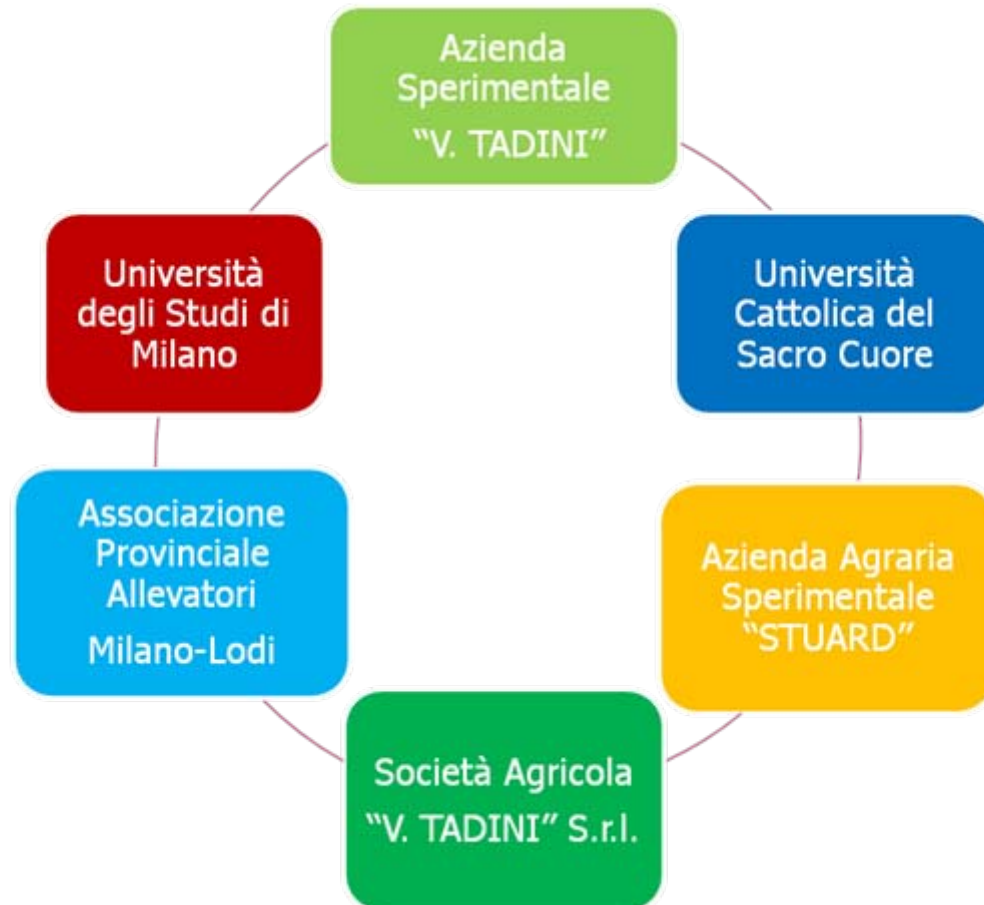 Azienda
Sperimentale
“V. TADINI”
Università
degli Studi di
Milano
Università
Cattolica del
Sacro Cuore
Associazione
Provinciale
Allevatori
Milano-Lodi
Azienda Agraria
Sperimentale
“STUARD”
Società Agricola
“V. TADINI” S.r.l.